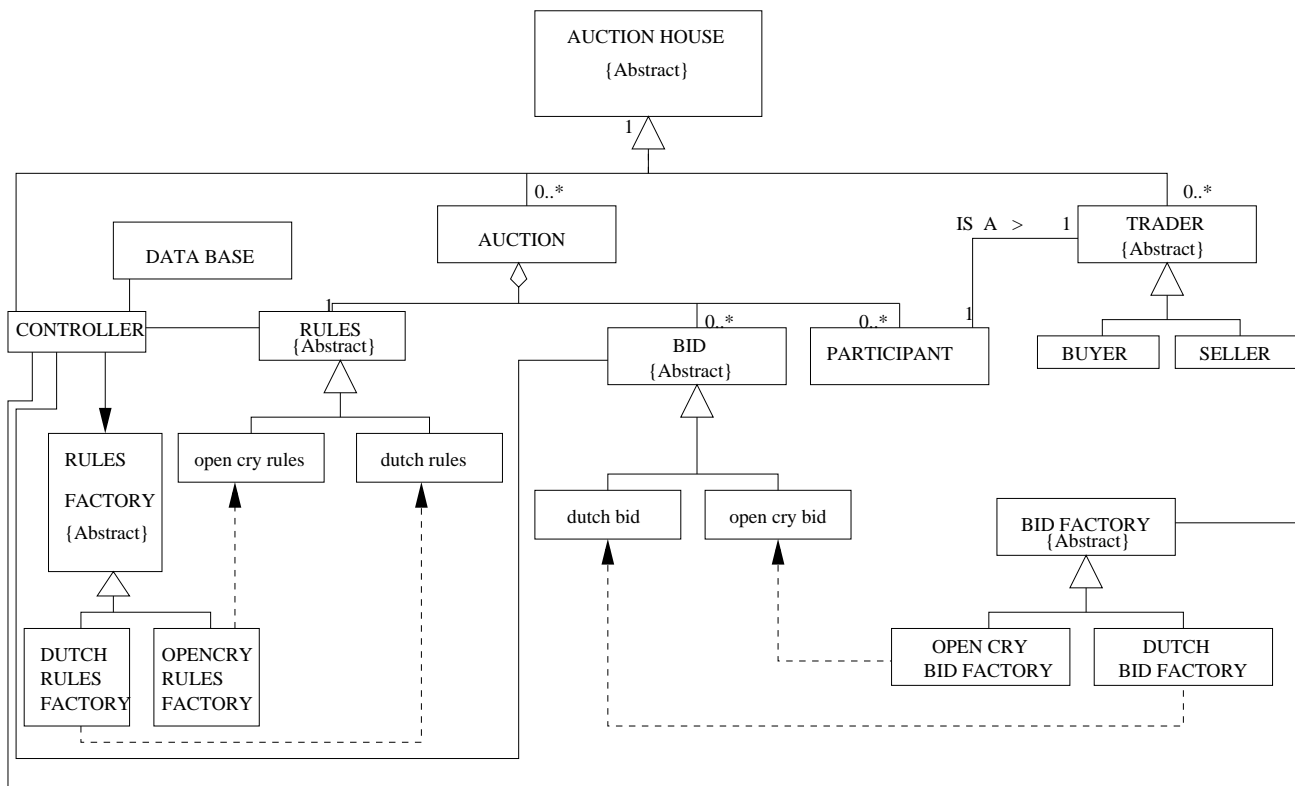 AUCTION HOUSE
{Abstract}
1
0..*
0..*
AUCTION
IS A >
1
TRADER
{Abstract}
DATA BASE
CONTROLLER
1
RULES
{Abstract}
0..*
BID
{Abstract}
0..*
PARTICIPANT
1
BUYER
SELLER
RULES
FACTORY
{Abstract}
open cry rules
dutch rules
dutch bid
open cry bid
BID FACTORY
{Abstract}
DUTCH
RULES
FACTORY
OPENCRY
RULES
FACTORY
OPEN CRY
BID FACTORY
DUTCH
BID FACTORY